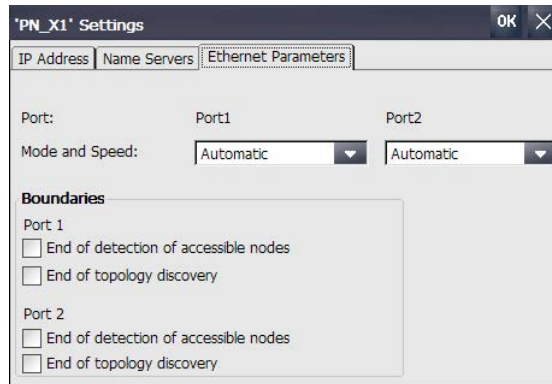 'PN_X1' Settings OK
IP Address Name Servers Ethernet Parameters
Port: Port1 Port2
Mode and Speed: Automatic Automatic
Boundaries
Port 1
End of detection of accessible nodes
End of topology discovery
Port 2
End of detection of accessible nodes
End of topology discovery